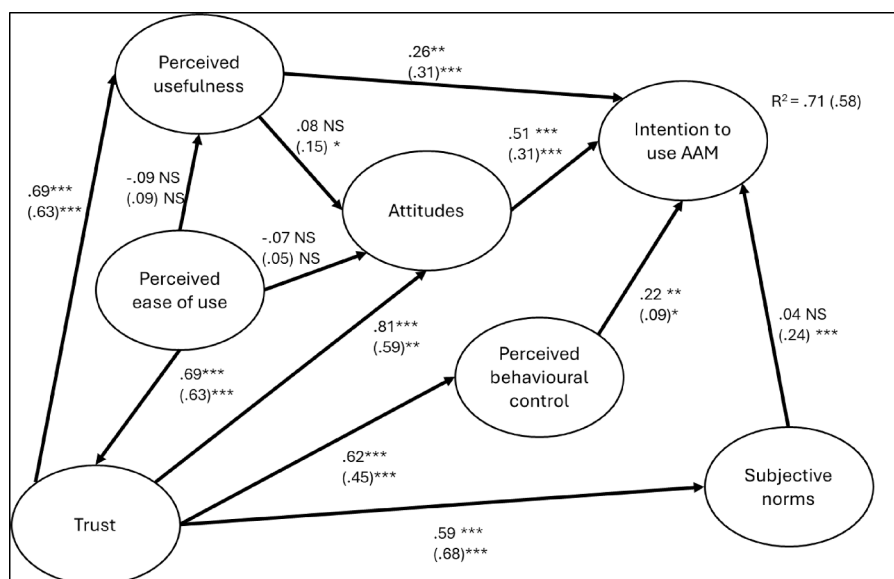 Perceived
usefulness
.26**
(.31)***
R² = .71 (.58)
Intention to
use AAM
.08 NS
(.15) *
.51 ***
(.31)***
-.09 NS
(.09) NS
.69***
(.63)***
Attitudes
-.07 NS
(.05) NS
Perceived
ease of use
.22 **
(.09)*
.04 NS
(.24) ***
.81***
(.59)**
Perceived
behavioural
control
.69***
(.63)***
.62***
(.45)***
Subjective
norms
Trust
.59 ***
(.68)***